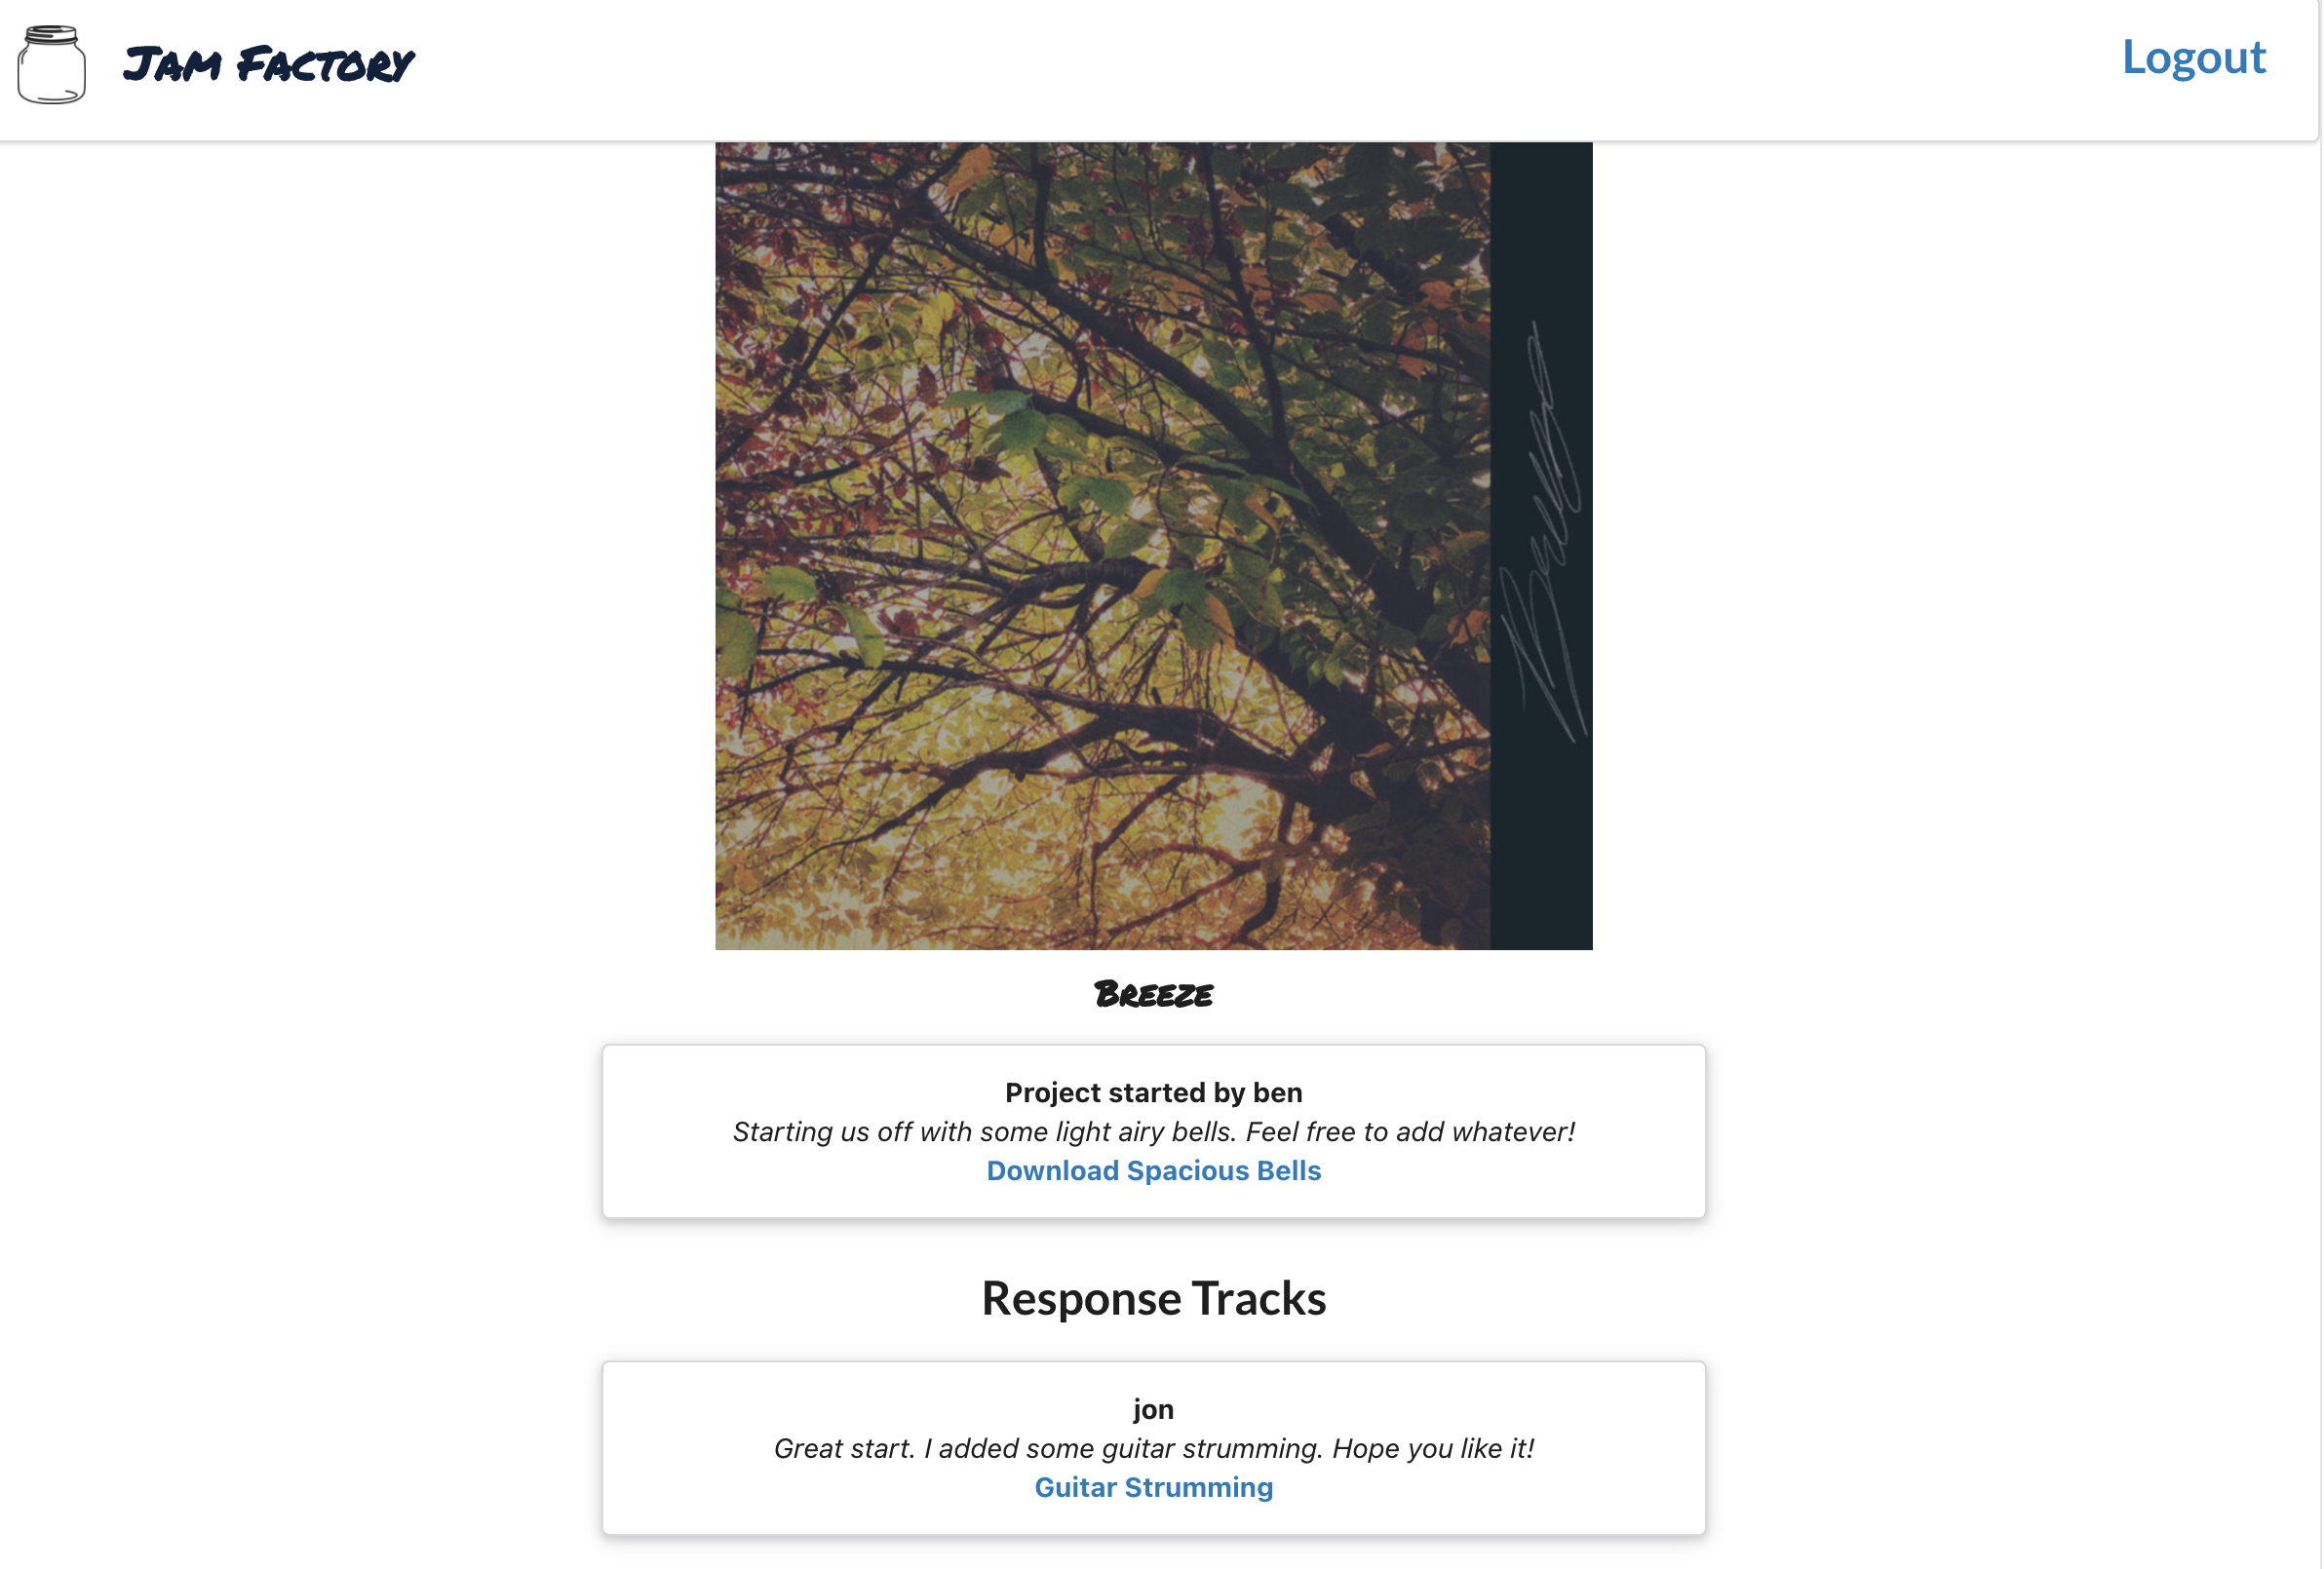 Jam Factory
Logout
Breeze
Project started by ben
Starting us off with some light airy bells. Feel free to add whatever!
Download Spacious Bells
Response Tracks
jon
Great start. I added some guitar strumming. Hope you like it!
Guitar Strumming